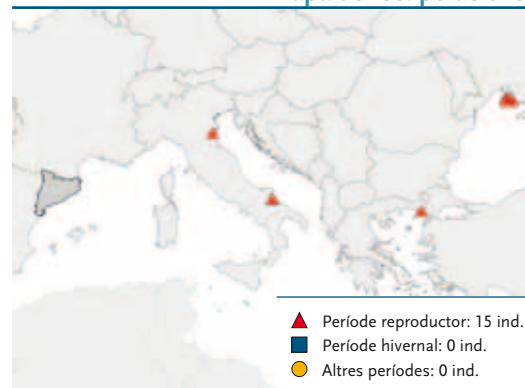 Període reproductor: 15 ind.
Període hivernal: 0 ind.
Altres períodes: 0 ind.